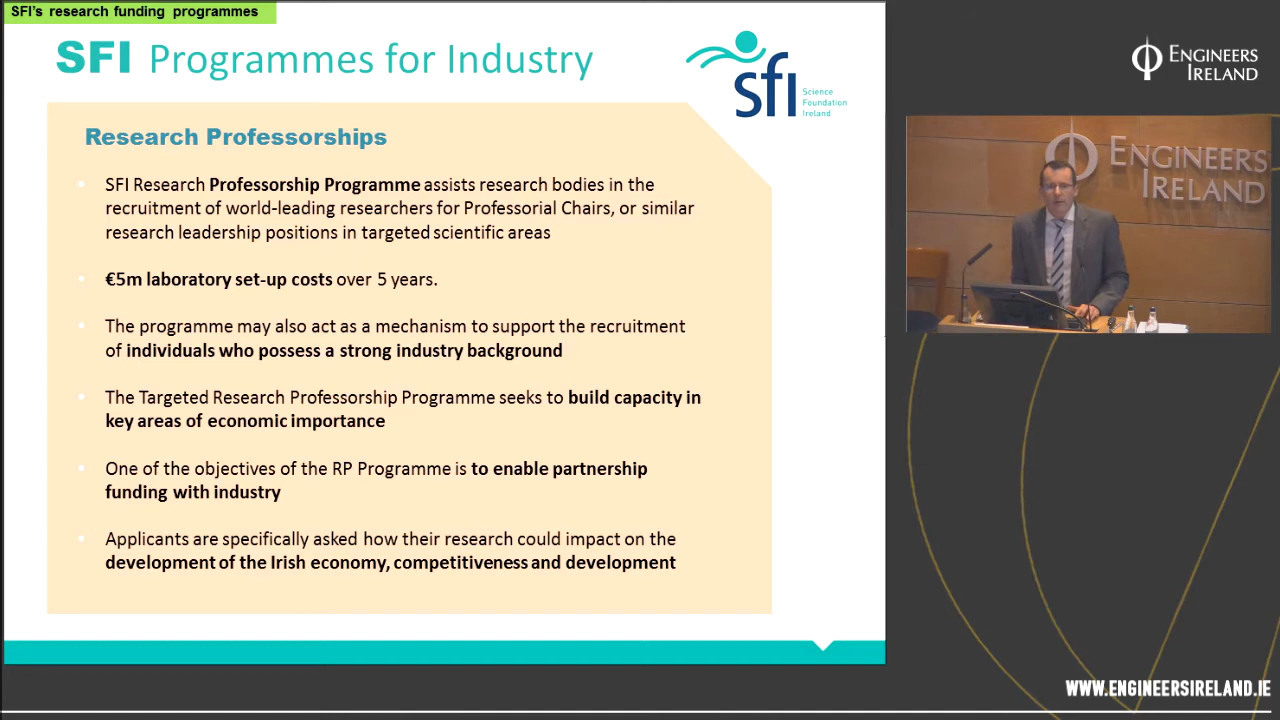 SFI's research funding programmes
SFI Programmes for Industry
sfi
Science
Foundation
Ireland
Research Professorships
SFI Research Professorship Programme assists research bodies in the
recruitment of world-leading researchers for Professorial Chairs, or similar
research leadership positions in targeted scientific areas
€5m laboratory set-up costs over 5 years.
The programme may also act as a mechanism to support the recruitment
of individuals who possess a strong industry background
The Targeted Research Professorship Programme seeks to build capacity in
key areas of economic importance
One of the objectives of the RP Programme is to enable partnership
funding with industry
Applicants are specifically asked how their research could impact on the
development of the Irish economy, competitiveness and development
ENGINEERS
IRELAND
ENGINEERS
IRELAND
WWW.ENGINEERSIRELAND.IE